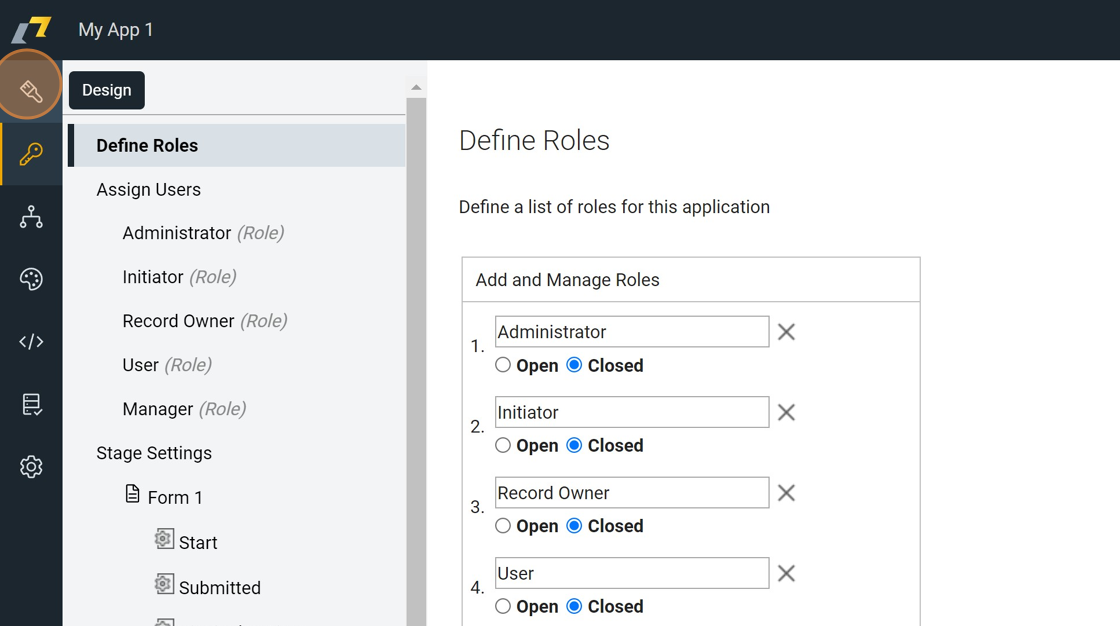 My App 1
Design
Define Roles
Assign Users
Administrator (Role)
Initiator (Role)
Record Owner (Role)
User (Role)
Manager (Role)
Stage Settings
Form 1
Start
Submitted
Define Roles
Define a list of roles for this application
Add and Manage Roles
1. Administrator
Open Closed
2. Initiator
Open Closed
3. Record Owner
Open Closed
4. User
Open Closed